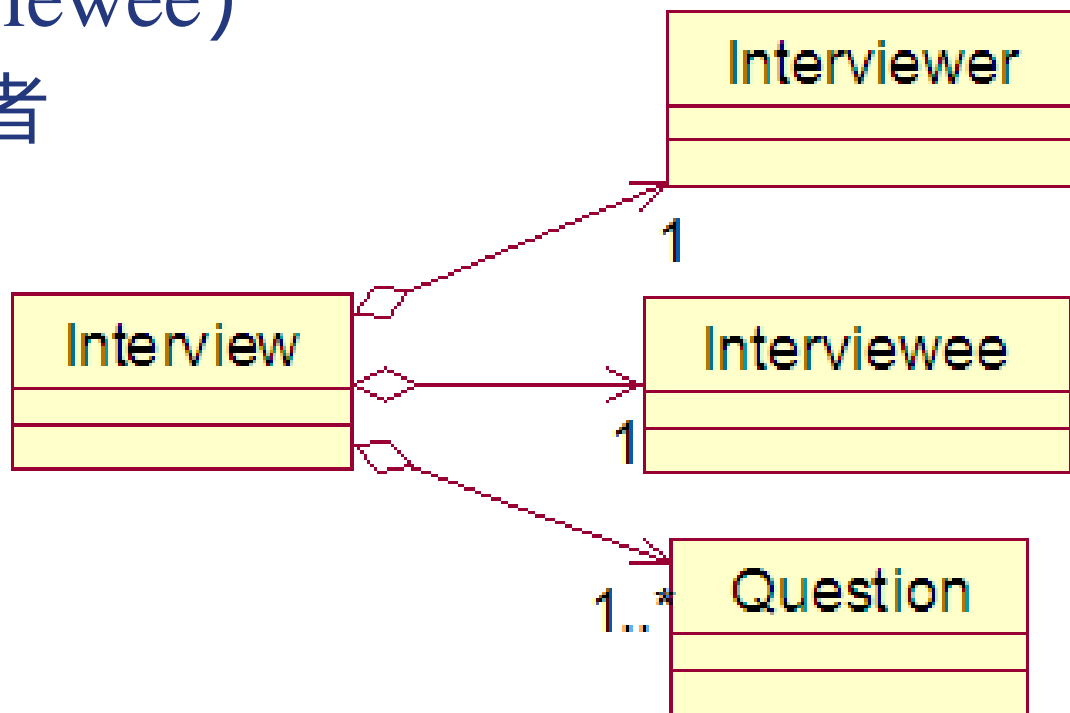 iewee)
者
Interviewer
1
Interview
Interviewee
1
Question
1..*